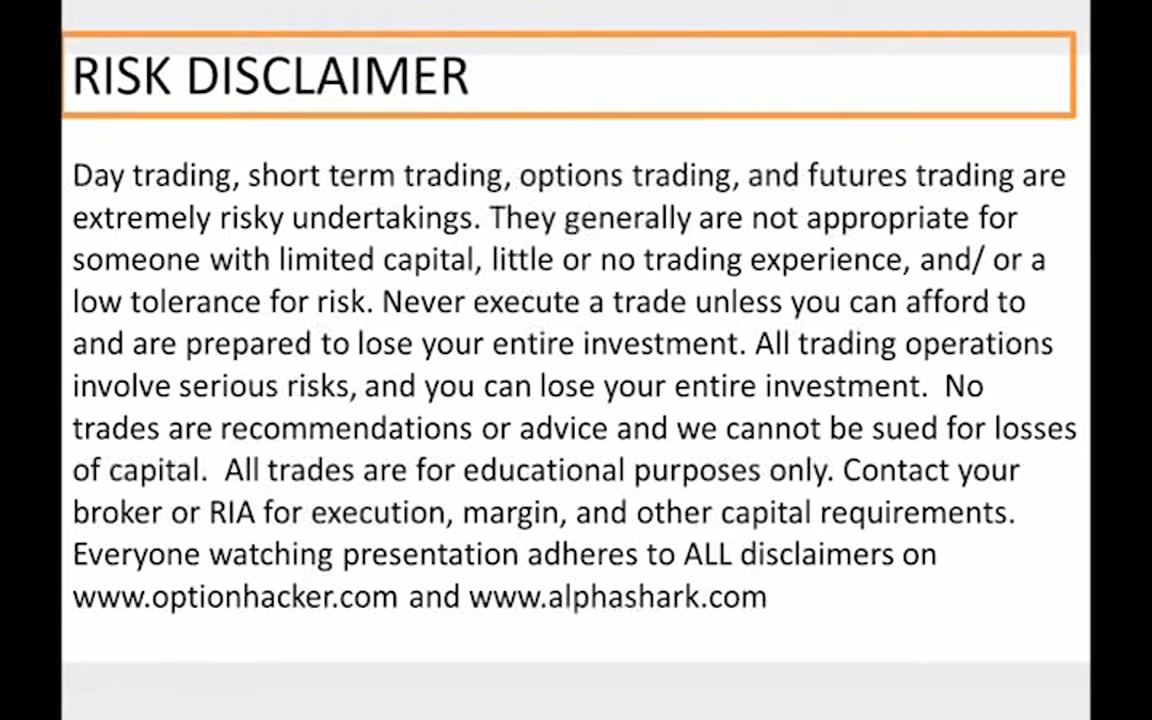 RISK DISCLAIMER
Day trading, short term trading, options trading, and futures trading are
extremely risky undertakings. They generally are not appropriate for
someone with limited capital, little or no trading experience, and/ or a
low tolerance for risk. Never execute a trade unless you can afford to
and are prepared to lose your entire investment. All trading operations
involve serious risks, and you can lose your entire investment.  No
trades are recommendations or advice and we cannot be sued for losses
of capital.  All trades are for educational purposes only. Contact your
broker or RIA for execution, margin, and other capital requirements.
Everyone watching presentation adheres to ALL disclaimers on
www.optionhacker.com and www.alphashark.com